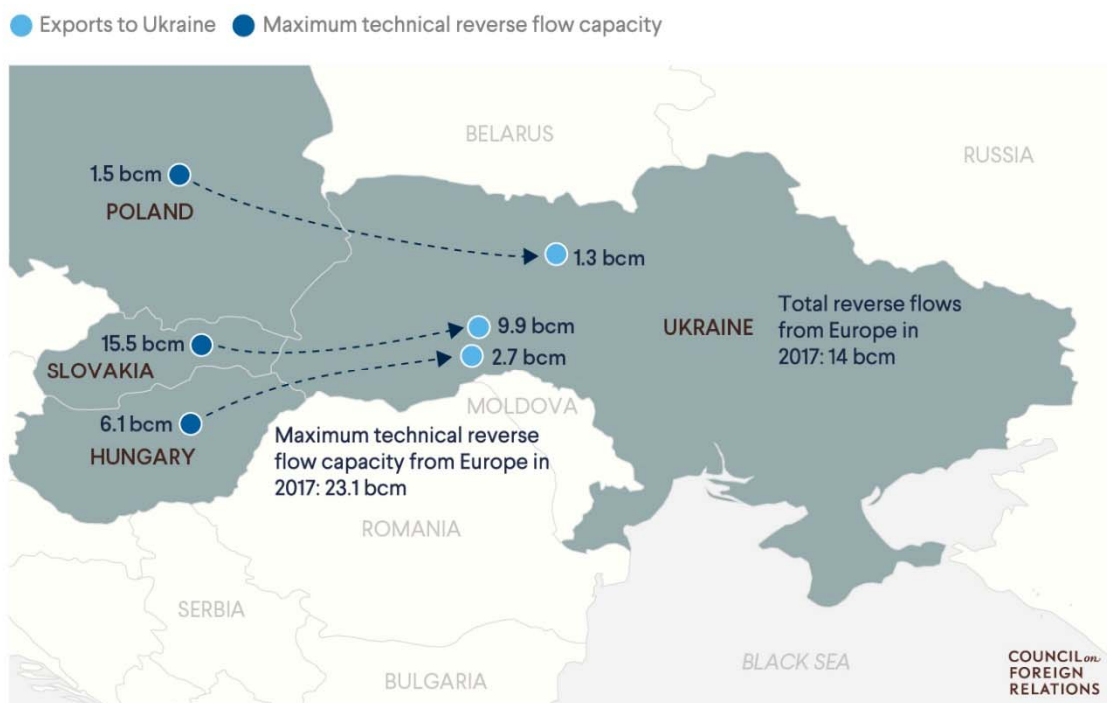 Exports to Ukraine
Maximum technical reverse flow capacity
BELARUS
RUSSIA
1.5 bcm
POLAND
1.3 bcm
Total reverse flows
from Europe in
2017: 14 bcm
9.9 bcm
UKRAINE
15.5 bcm
2.7 bcm
SLOVAKIA
MOLDOVA
6.1 bcm
HUNGARY
Maximum technical reverse
flow capacity from Europe in
2017: 23.1 bcm
ROMANIA
SERBIA
BLACK SEA
BULGARIA
COUNCIL on
FOREIGN
RELATIONS